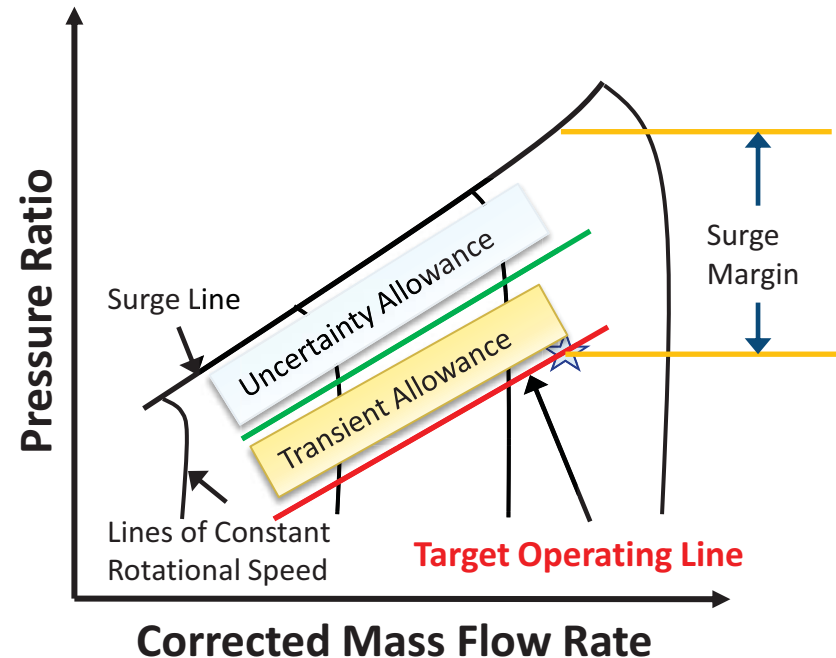 Pressure Ratio
Surge Line
Uncertainty Allowance
Transient Allowance
Surge
Margin
Lines of Constant
Rotational Speed
Target Operating Line
Corrected Mass Flow Rate